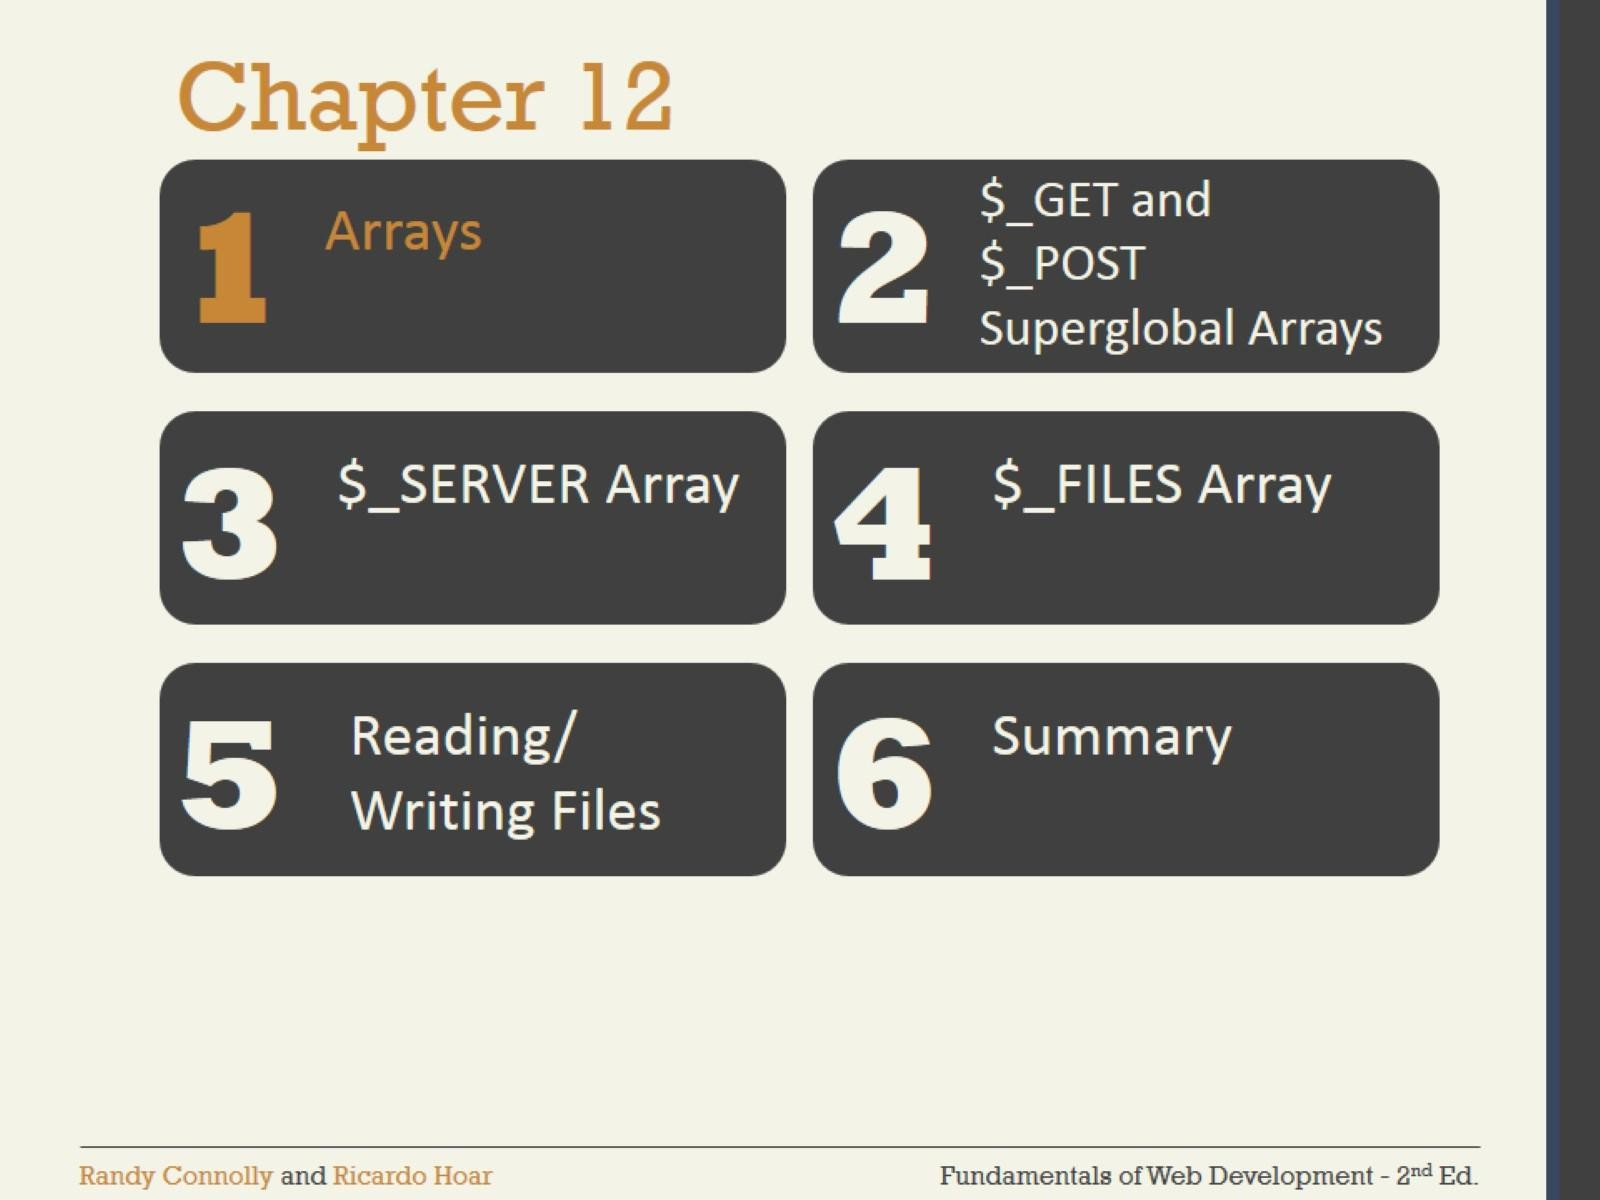 Chapter 12
1 Arrays
2 $_GET and
$_POST
Superglobal Arrays
3 $_SERVER Array
4 $_FILES Array
5 Reading/
Writing Files
6 Summary
Randy Connolly and Ricardo Hoar
Fundamentals of Web Development - 2nd Ed.